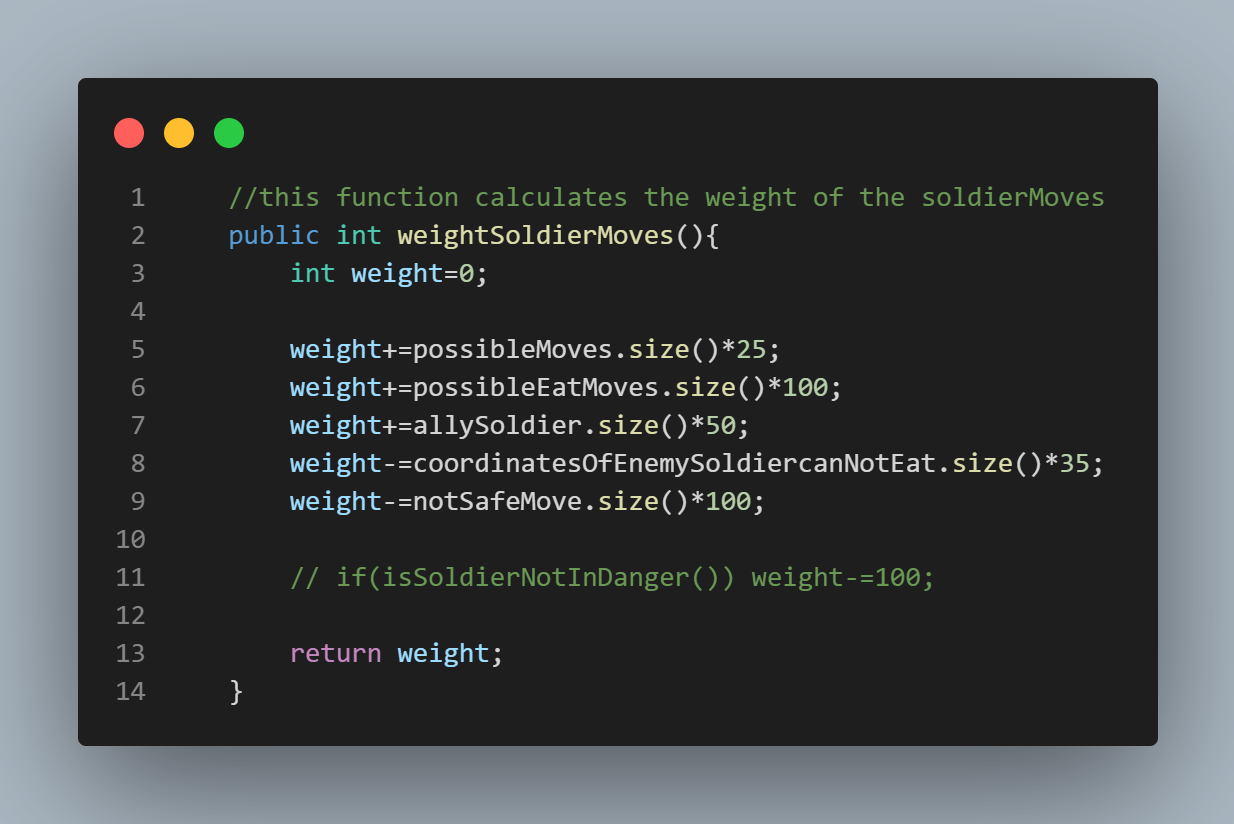 1 //this function calculates the weight of the soldierMoves
2 public int weightSoldierMoves(){
3     int weight=0;
4
5     weight+=possibleMoves.size()*25;
6     weight+=possibleEatMoves.size()*100;
7     weight+=allySoldier.size()*50;
8     weight-=coordinatesOfEnemySoldiercanNotEat.size()*35;
9     weight-=notSafeMove.size()*100;
10
11     // if(isSoldierNotInDanger()) weight-=100;
12
13     return weight;
14 }